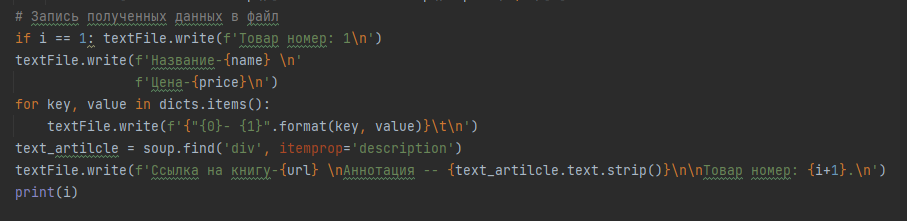 # Запись полученных данных в файл
if i == 1: textFile.write(f'Товар номер: 1\n')
textFile.write(f'Название-{name} \n'
               f'Цена-{price}\n')
for key, value in dicts.items():
    textFile.write(f'{"{0}- {1}".format(key, value)}\t\n')
text_artilcle = soup.find('div', itemprop='description')
textFile.write(f'Ссылка на книгу-{url} \nАннотация -- {text_artilcle.text.strip()}\n\nТовар номер: {i+1}.\n')
print(i)